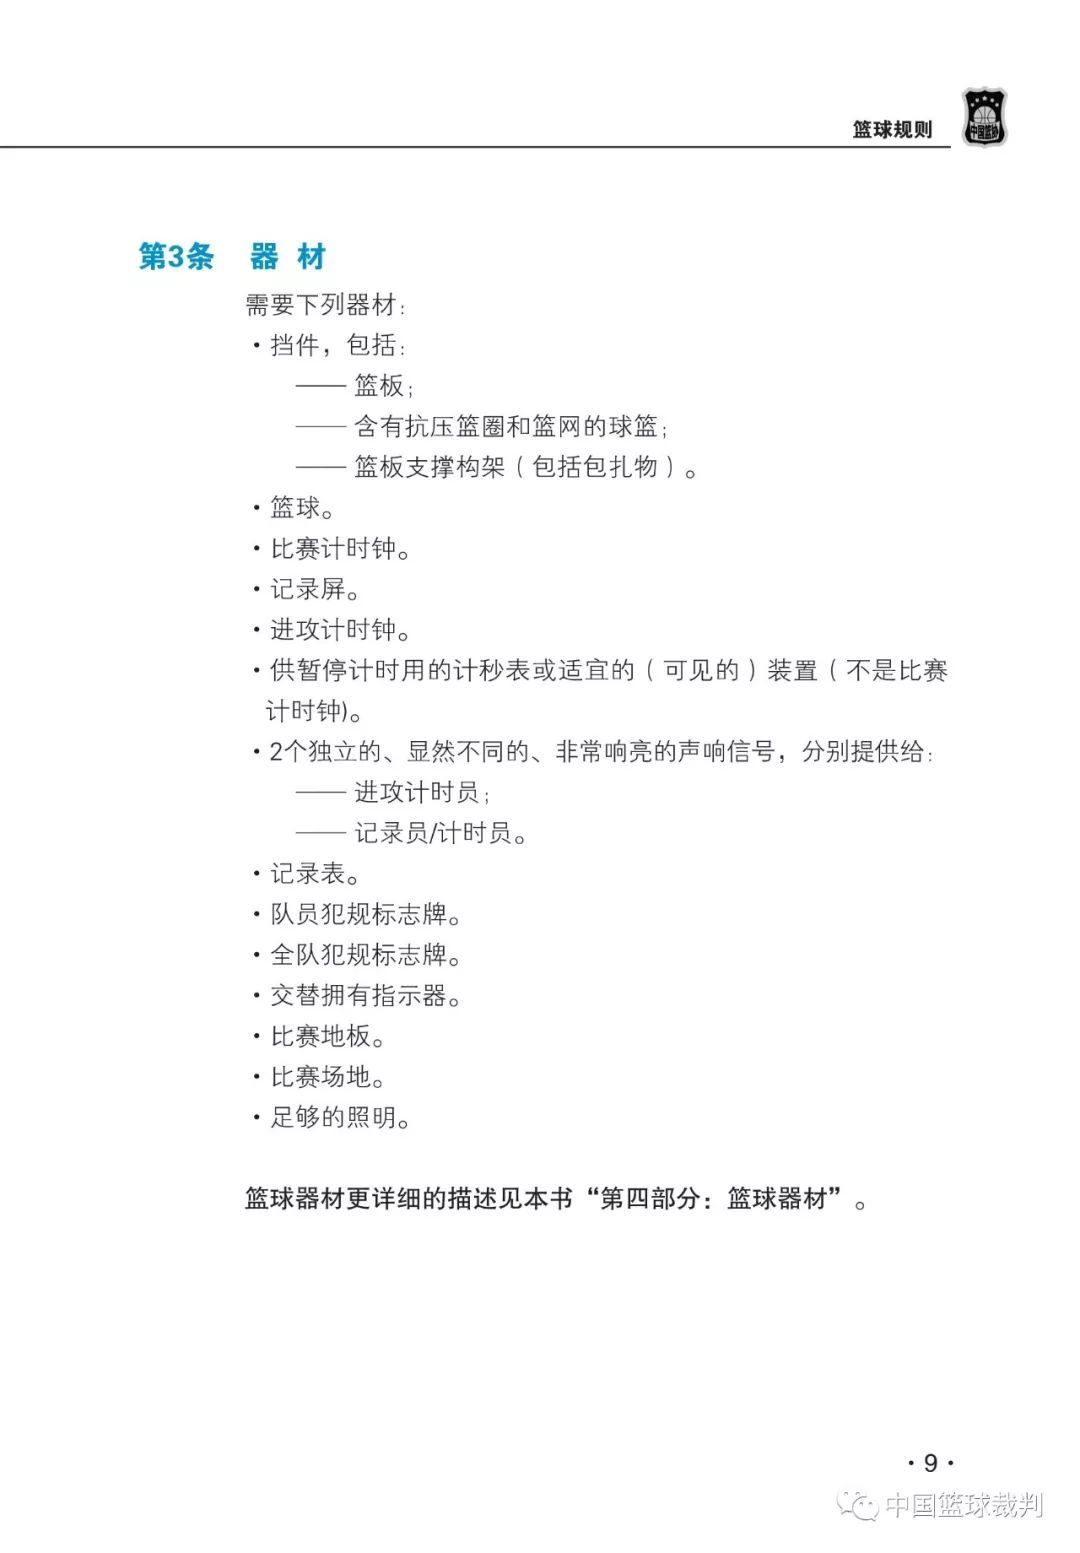 篮球规则
中国篮协
第3条 器 材
需要下列器材：
·挡件，包括：
—— 篮板；
—— 含有抗压篮圈和篮网的球篮；
—— 篮板支撑构架（包括包扎物）。
·篮球。
·比赛计时钟。
·记录屏。
·进攻计时钟。
·供暂停计时用的计秒表或适宜的（可见的）装置（不是比赛
计时钟)。
·2个独立的、显然不同的、非常响亮的声响信号，分别提供给：
—— 进攻计时员；
—— 记录员/计时员。
·记录表。
·队员犯规标志牌。
·全队犯规标志牌。
·交替拥有指示器。
·比赛地板。
·比赛场地。
·足够的照明。
篮球器材更详细的描述见本书“第四部分：篮球器材”。
·9·
中国篮球裁判